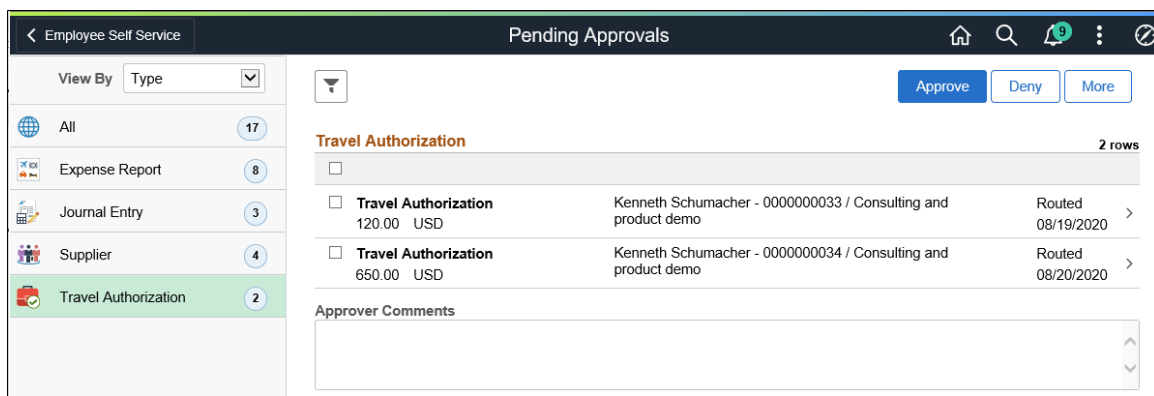 Employee Self Service
Pending Approvals
9
View By Type
Approve Deny More
All 17
Expense Report 8
Journal Entry 3
Supplier 4
Travel Authorization 2
Travel Authorization
2 rows
Travel Authorization Kenneth Schumacher - 0000000033 / Consulting and Routed
120.00 USD product demo 08/19/2020
Travel Authorization Kenneth Schumacher - 0000000034 / Consulting and Routed
650.00 USD product demo 08/20/2020
Approver Comments